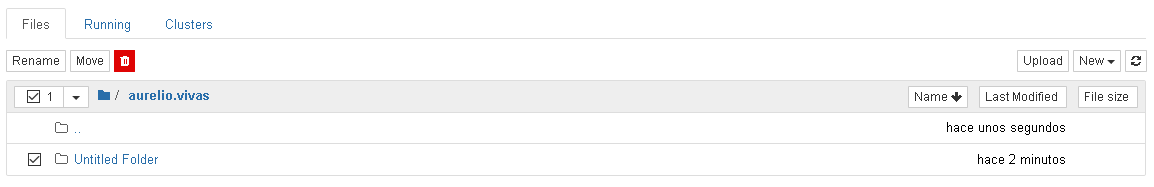 Files Running Clusters
Rename Move Upload New
1 / aurelio.vivas Name Last Modified File size
.. hace unos segundos
Untitled Folder hace 2 minutos